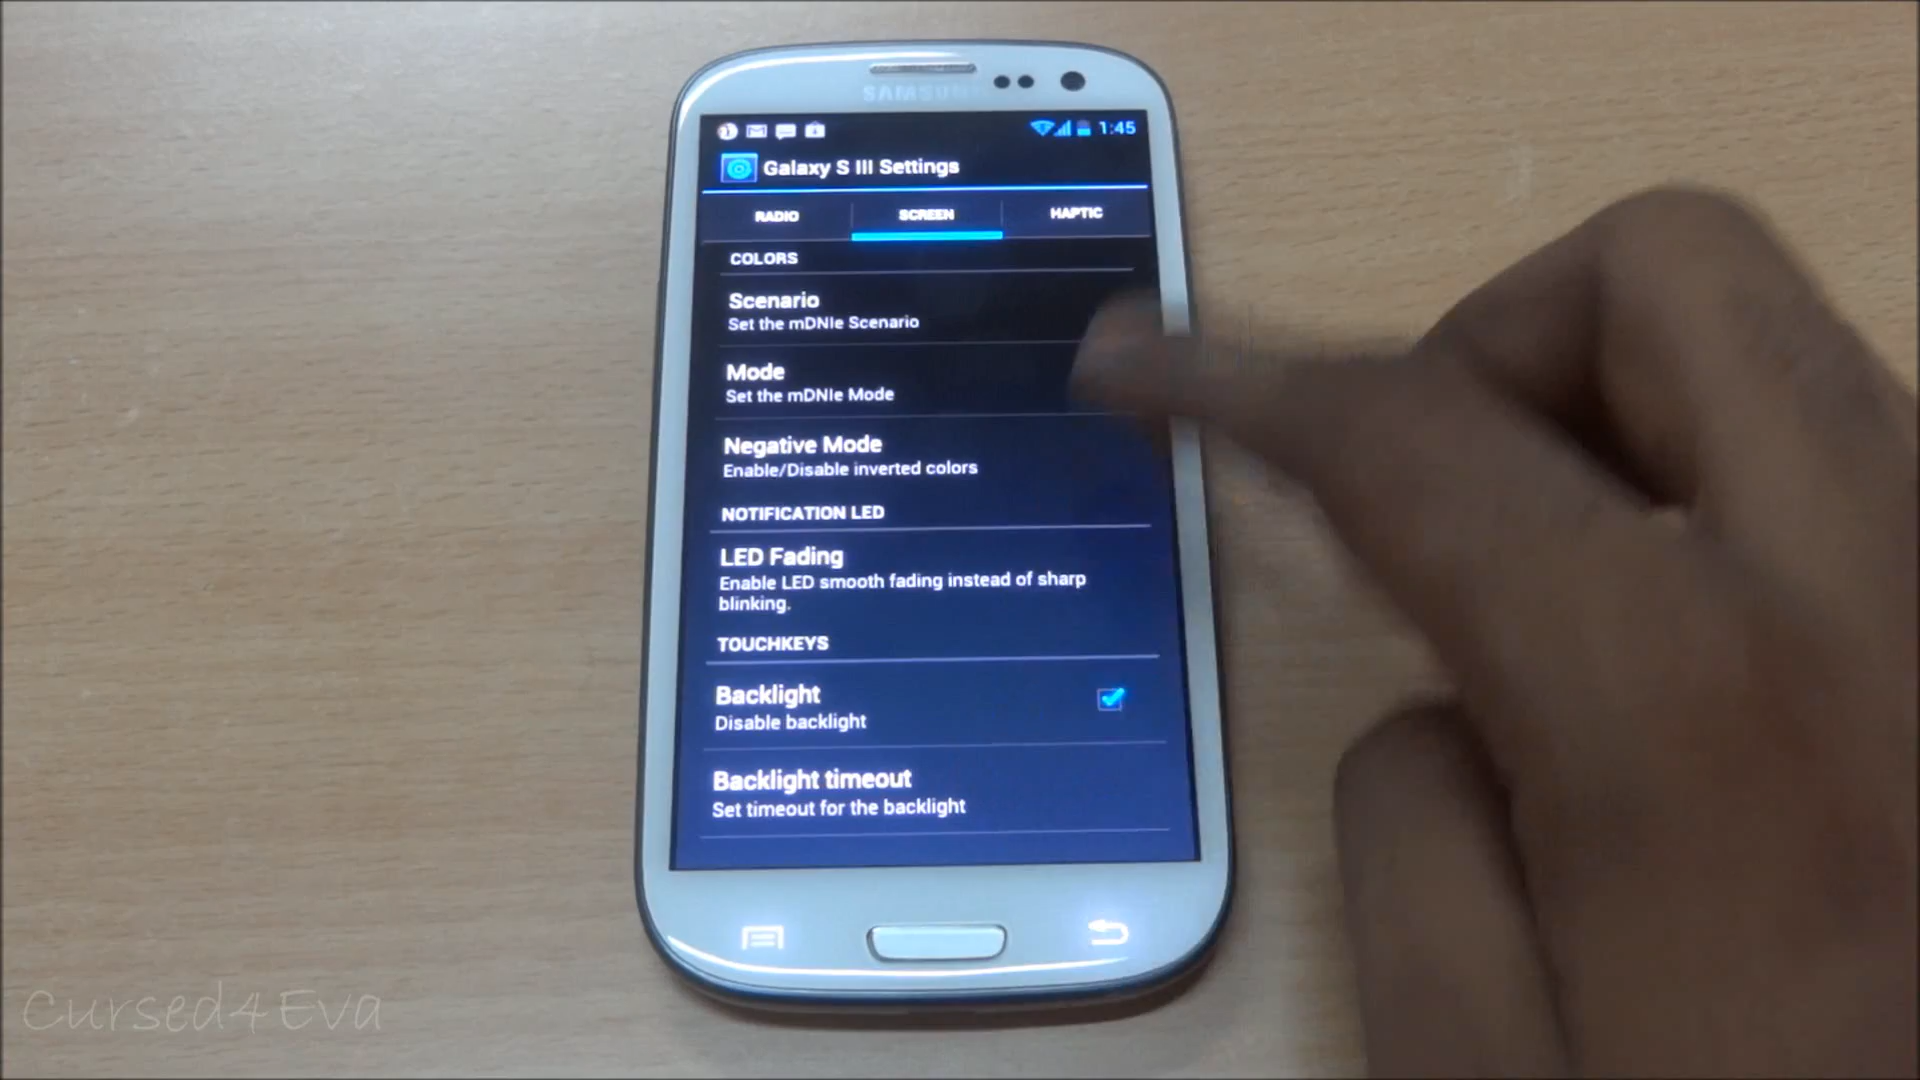 SAMSUNG
1:45
Galaxy S III Settings
RADIO
SCREEN
HAPTIC
COLORS
Scenario
Set the mDNIe Scenario
Mode
Set the mDNIe Mode
Negative Mode
Enable/Disable inverted colors
NOTIFICATION LED
LED Fading
Enable LED smooth fading instead of sharp
blinking.
TOUCHKEYS
Backlight
Disable backlight
Backlight timeout
Set timeout for the backlight
Cursed4Eva